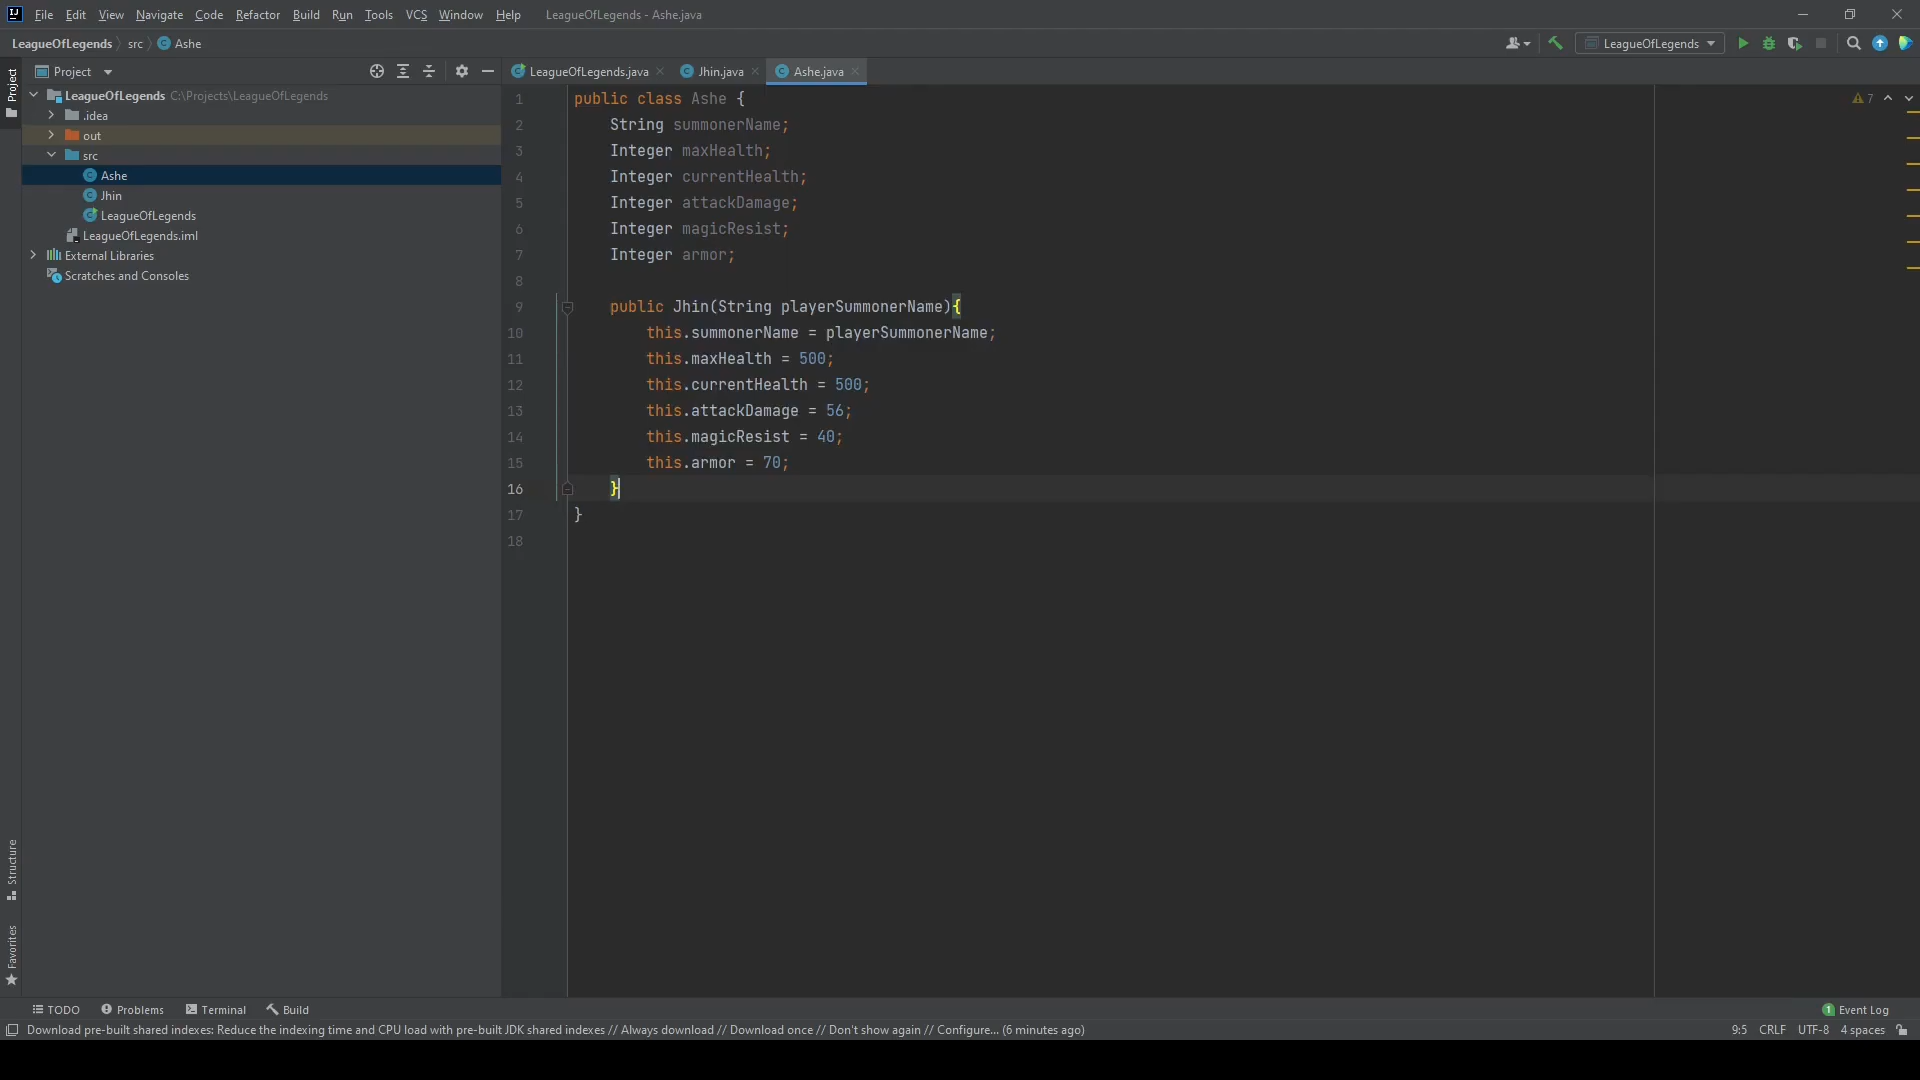 IJ File Edit View Navigate Code Refactor Build Run Tools VCS Window Help LeagueOfLegends - Ashe.java
LeagueOfLegends src Ashe LeagueOfLegends
Project LeagueOfLegends.java Jhin.java Ashe.java
Project
LeagueOfLegends C:\Projects\LeagueOfLegends
.idea
out
src
Ashe
Jhin
LeagueOfLegends
LeagueOfLegends.iml
External Libraries
Scratches and Consoles
7
1 public class Ashe {
2 String summonerName;
3 Integer maxHealth;
4 Integer currentHealth;
5 Integer attackDamage;
6 Integer magicResist;
7 Integer armor;
8
9 public Jhin(String playerSummonerName){
10 this.summonerName = playerSummonerName;
11 this.maxHealth = 500;
12 this.currentHealth = 500;
13 this.attackDamage = 56;
14 this.magicResist = 40;
15 this.armor = 70;
16 }
17 }
18
Structure
Favorites
TODO Problems Terminal Build 1 Event Log
Download pre-built shared indexes: Reduce the indexing time and CPU load with pre-built JDK shared indexes // Always download // Download once // Don't show again // Configure... (6 minutes ago) 9:5 CRLF UTF-8 4 spaces